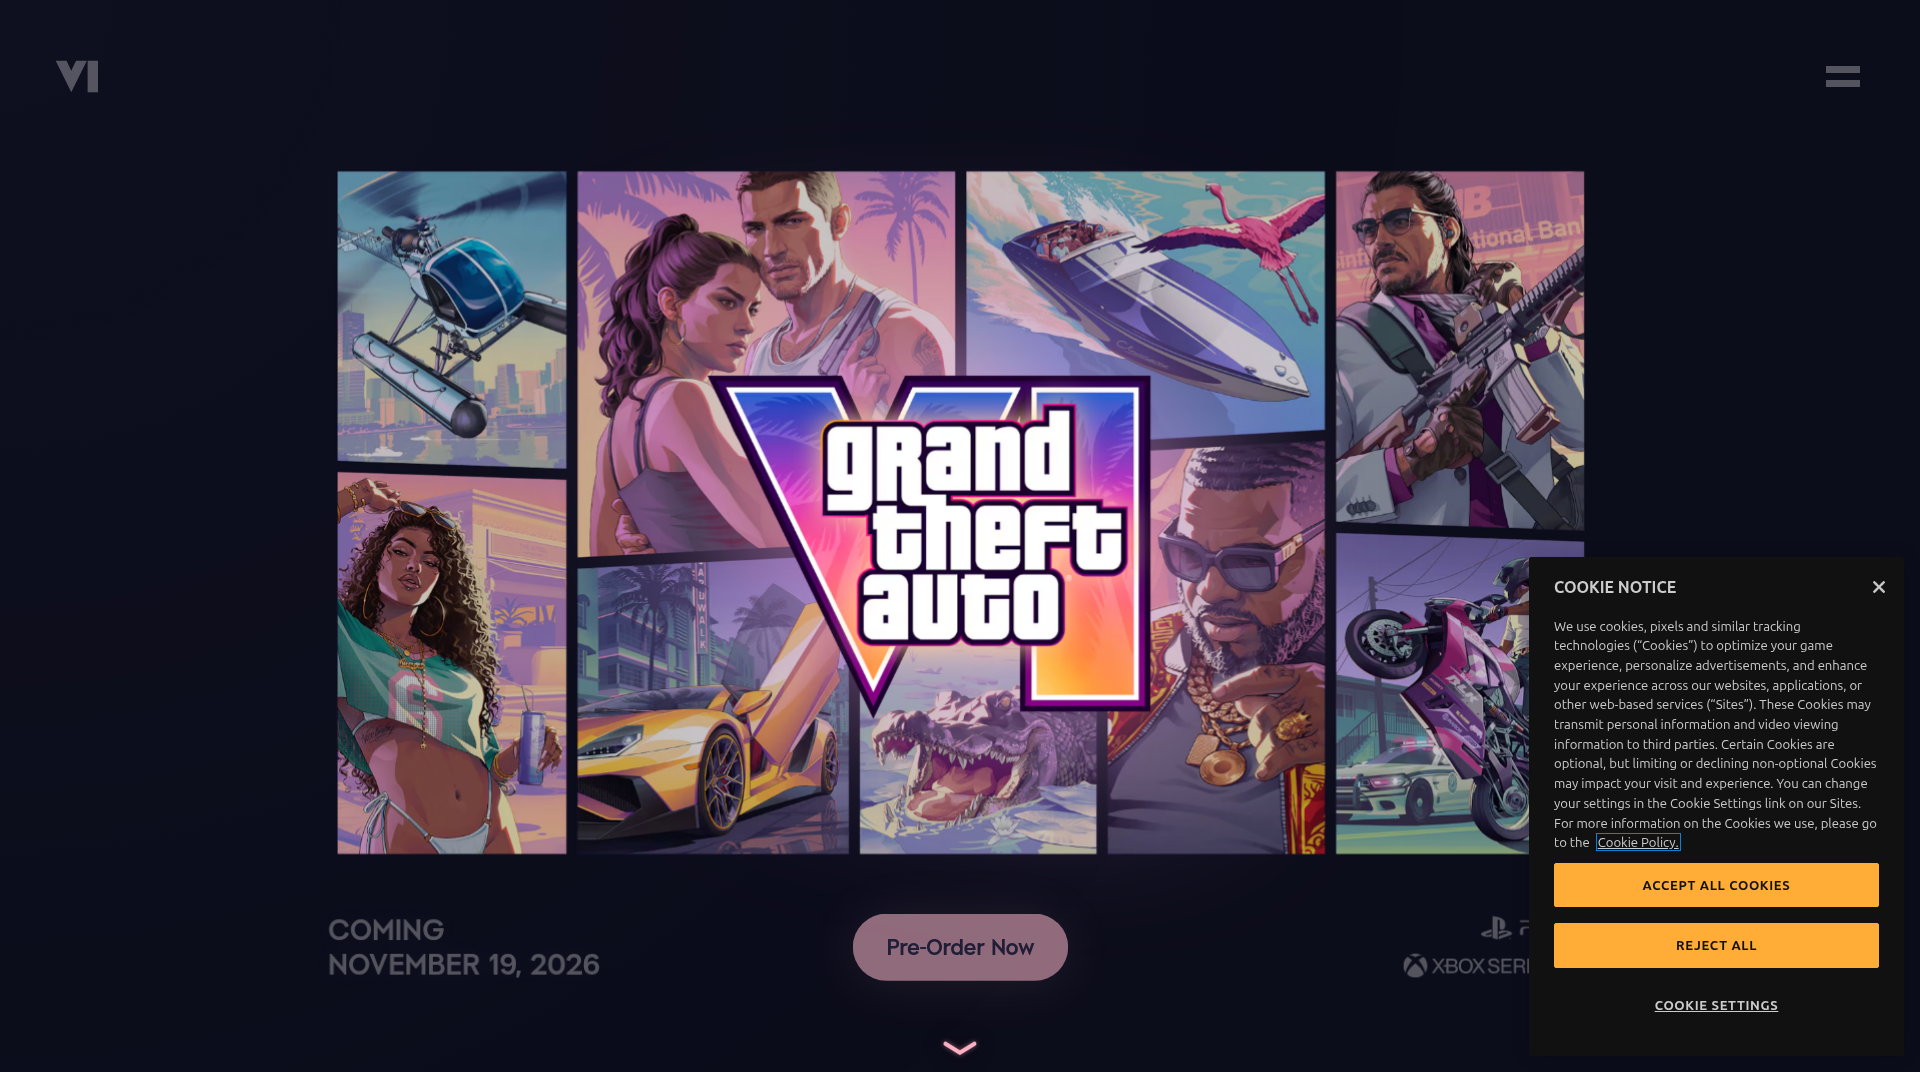 VI
B
tional Ban
grand
theft
auto
COMING
NOVEMBER 19, 2026
Pre-Order Now
XBOX SERI
COOKIE NOTICE
We use cookies, pixels and similar tracking
technologies (“Cookies”) to optimize your game
experience, personalize advertisements, and enhance
your experience across our websites, applications, or
other web-based services (“Sites”). These Cookies may
transmit personal information and video viewing
information to third parties. Certain Cookies are
optional, but limiting or declining non-optional Cookies
may impact your visit and experience. You can change
your settings in the Cookie Settings link on our Sites.
For more information on the Cookies we use, please go
to the Cookie Policy.
ACCEPT ALL COOKIES
REJECT ALL
COOKIE SETTINGS